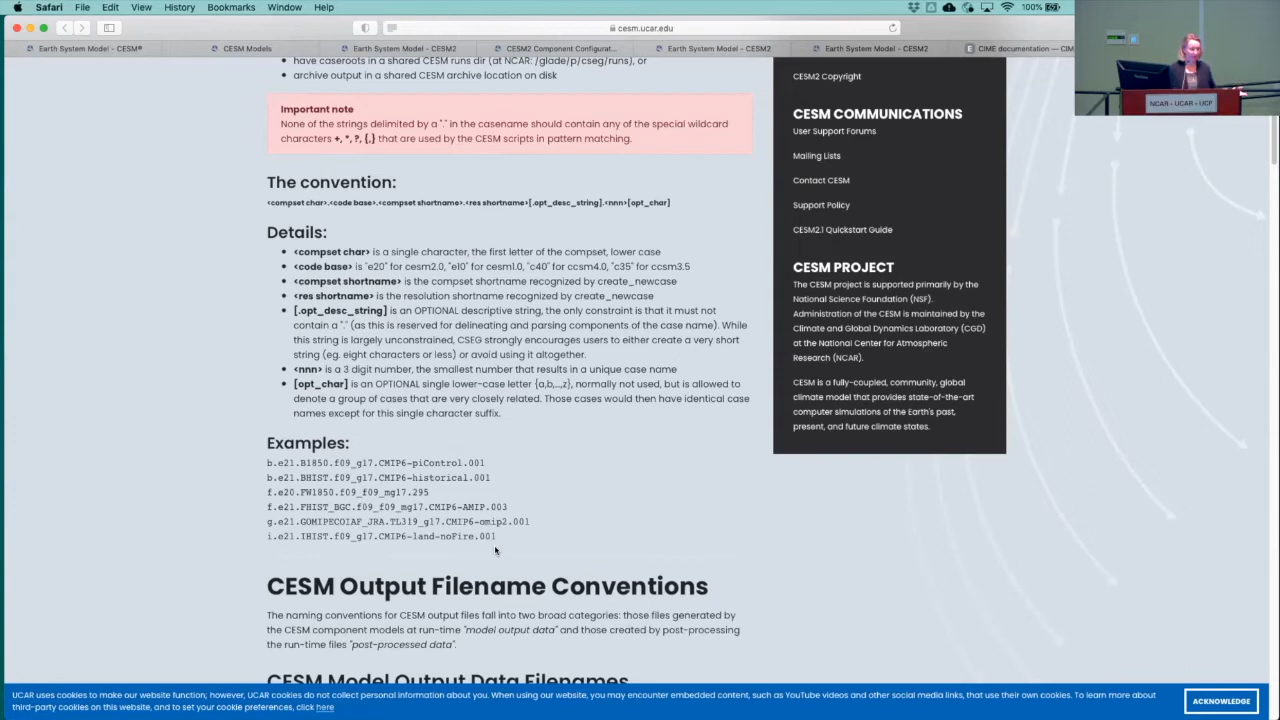 Safari File Edit View History Bookmarks Window Help 100%
cesm.ucar.edu
Earth System Model - CESM® CESM Models Earth System Model - CESM2 CESM2 Component Configurat... Earth System Model - CESM2 Earth System Model - CESM2 E CIME documentation — CIM
have caseroots in a shared CESM runs dir (at NCAR: /glade/p/cseg/runs), or
archive output in a shared CESM archive location on disk
Important note
None of the strings delimited by a "." in the casename should contain any of the special wildcard
characters +, *, ?, {,} that are used by the CESM scripts in pattern matching.
The convention:
<compset char>.<code base>.<compset shortname>.<res shortname>[.opt_desc_string].<nnn>[opt_char]
Details:
<compset char> is a single character, the first letter of the compset, lower case
<code base> is "e20" for cesm2.0, "e10" for cesm1.0, "c40" for ccsm4.0, "c35" for ccsm3.5
<compset shortname> is the compset shortname recognized by create_newcase
<res shortname> is the resolution shortname recognized by create_newcase
[.opt_desc_string] is an OPTIONAL descriptive string, the only constraint is that it must not
contain a "." (as this is reserved for delineating and parsing components of the case name). While
this string is largely unconstrained, CSEG strongly encourages users to either create a very short
string (eg. eight characters or less) or avoid using it altogether.
<nnn> is a 3 digit number, the smallest number that results in a unique case name
[opt_char] is an OPTIONAL single lower-case letter {a,b,...,z}, normally not used, but is allowed to
denote a group of cases that are very closely related. Those cases would then have identical case
names except for this single character suffix.
Examples:
b.e21.B1850.f09_g17.CMIP6-piControl.001
b.e21.BHIST.f09_g17.CMIP6-historical.001
f.e20.FW1850.f09_f09_mg17.295
f.e21.FHIST_BGC.f09_f09_mg17.CMIP6-AMIP.003
g.e21.GOMIPECOIAF_JRA.TL319_g17.CMIP6-omip2.001
i.e21.IHIST.f09_g17.CMIP6-land-noFire.001
CESM Output Filename Conventions
The naming conventions for CESM output files fall into two broad categories: those files generated by
the CESM component models at run-time "model output data" and those created by post-processing
the run-time files "post-processed data".
CESM Model Output Data Filenames
CESM2 Copyright
CESM COMMUNICATIONS
User Support Forums
Mailing Lists
Contact CESM
Support Policy
CESM2.1 Quickstart Guide
CESM PROJECT
The CESM project is supported primarily by the
National Science Foundation (NSF).
Administration of the CESM is maintained by the
Climate and Global Dynamics Laboratory (CGD)
at the National Center for Atmospheric
Research (NCAR).
CESM is a fully-coupled, community, global
climate model that provides state-of-the-art
computer simulations of the Earth's past,
present, and future climate states.
NCAR • UCAR • UCP
UCAR uses cookies to make our website function; however, UCAR cookies do not collect personal information about you. When using our website, you may encounter embedded content, such as YouTube videos and other social media links, that use their own cookies. To learn more about
third-party cookies on this website, and to set your cookie preferences, click here
ACKNOWLEDGE